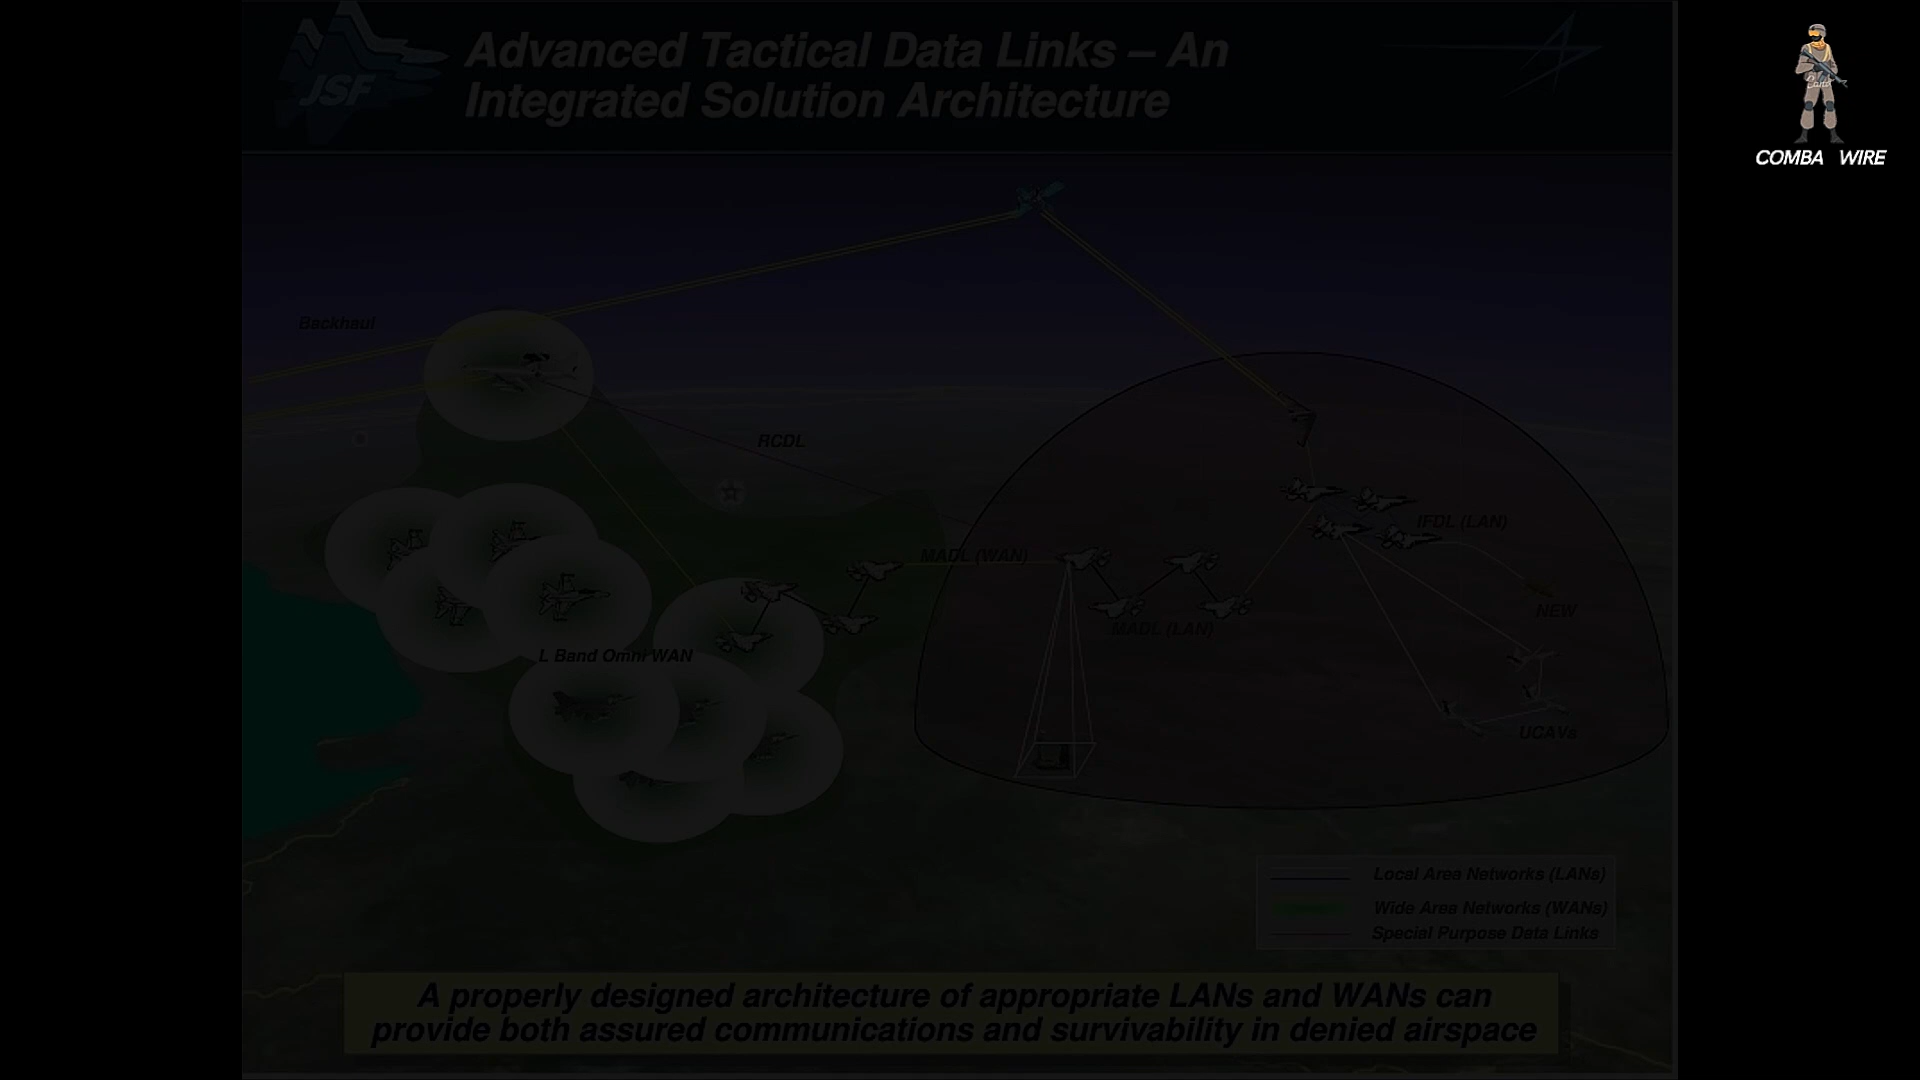 Advanced Tactical Data Links – An
Integrated Solution Architecture
JSF
COMBA WIRE
Backhaul
RCDL
MADL (WAN)
IFDL (LAN)
NEW
MADL (LAN)
L Band Omni WAN
UCAVs
Local Area Networks (LANs)
Wide Area Networks (WANs)
Special Purpose Data Links
A properly designed architecture of appropriate LANs and WANs can
provide both assured communications and survivability in denied airspace